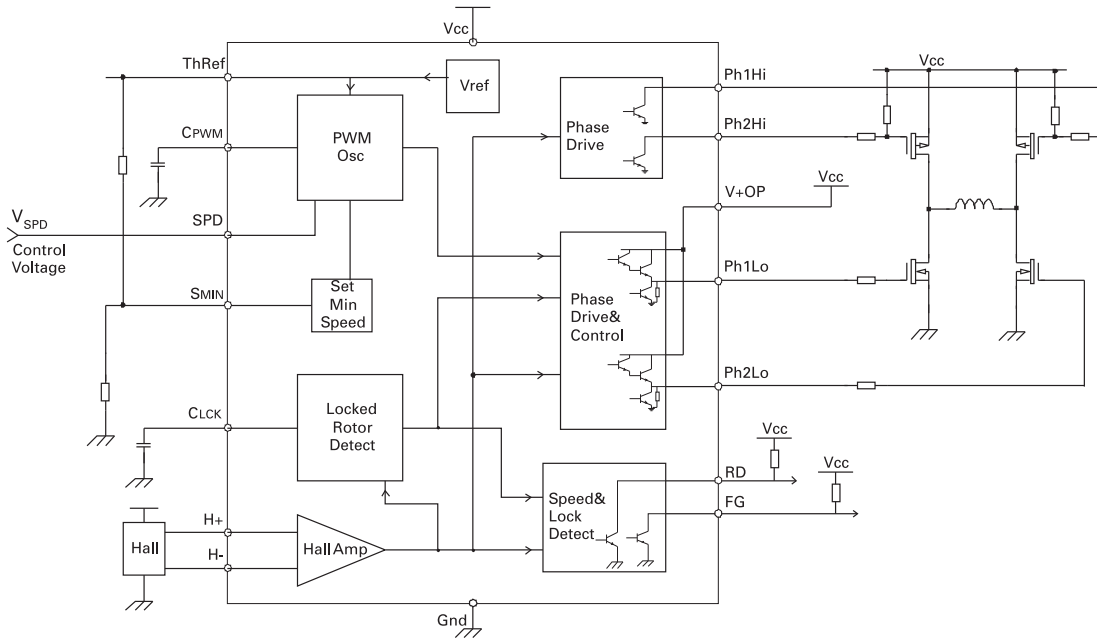 Vcc
ThRef
Vref
Ph1Hi
Vcc
CPWM
PWM
Osc
Phase
Drive
Ph2Hi
V+OP
Vcc
VSPD
SPD
Control
Voltage
Ph1Lo
SMIN
Set
Min
Speed
Phase
Drive&
Control
Ph2Lo
CLCK
Locked
Rotor
Detect
Vcc
Vcc
RD
FG
Speed&
Lock
Detect
H+
Hall
H-
Hall Amp
Gnd